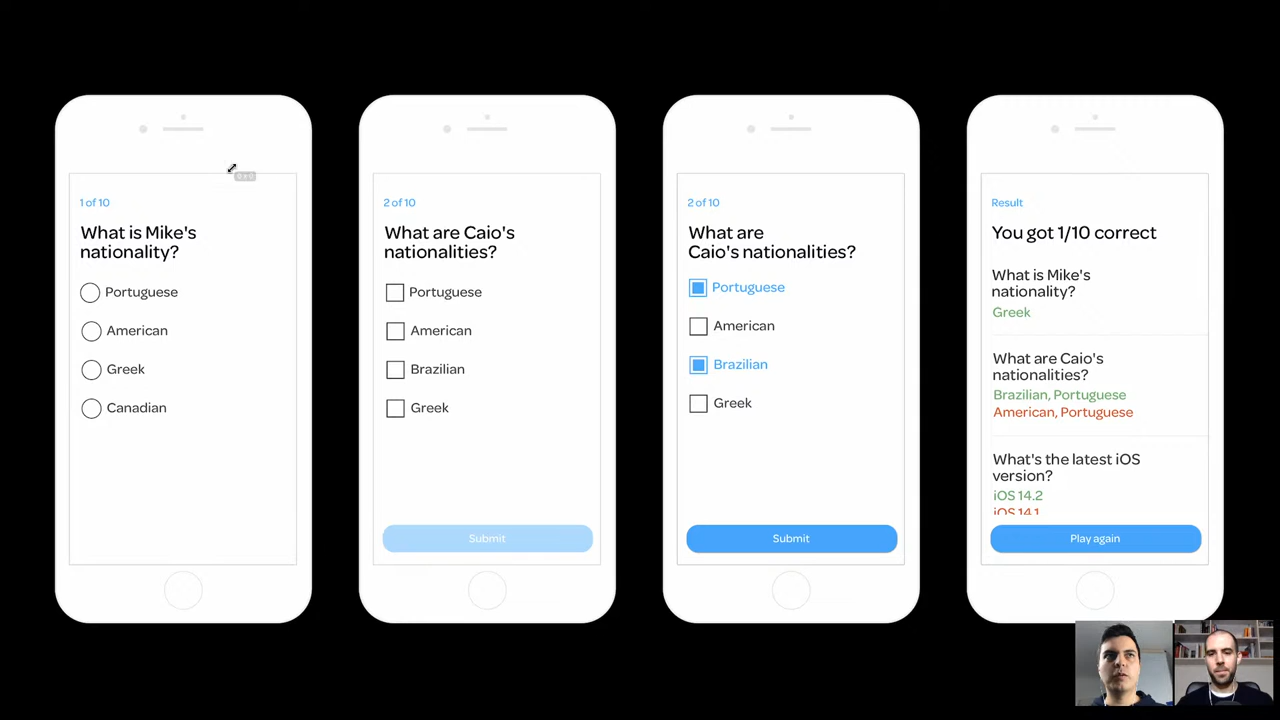 1 of 10
What is Mike's
nationality?
Portuguese
American
Greek
Canadian
2 of 10
What are Caio's
nationalities?
Portuguese
American
Brazilian
Greek
Submit
2 of 10
What are
Caio's nationalities?
Portuguese
American
Brazilian
Greek
Submit
Result
You got 1/10 correct
What is Mike's
nationality?
Greek
What are Caio's
nationalities?
Brazilian, Portuguese
American, Portuguese
What's the latest iOS
version?
iOS 14.2
iOS 14.1
Play again